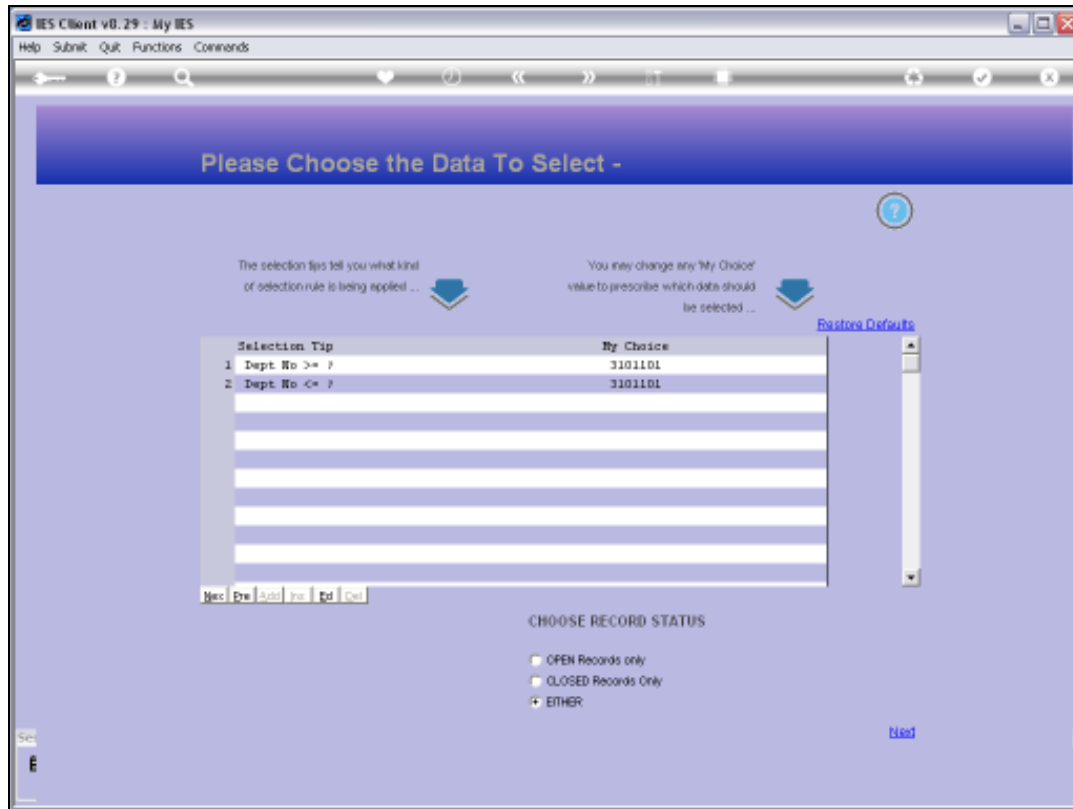 IES Client v8.29 : My IES
Help Submit Quit Functions Commands
Please Choose the Data To Select -
The selection tips tell you what kind
of selection rule is being applied ...
You may change any 'My Choice'
value to prescribe which data should
be selected ...
Restore Defaults
Selection Tip My Choice
1 Dept No >= ? 3101101
2 Dept No <= ? 3101101
Nex Pre Add Ins Ed Del
CHOOSE RECORD STATUS
OPEN Records only
CLOSED Records Only
EITHER
Next